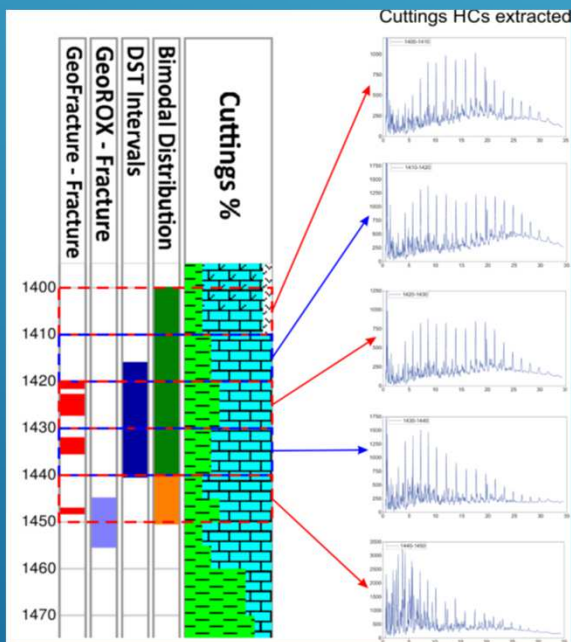 Cuttings HCs extracted
GeoFracture - Fracture
GeoROX - Fracture
DST Intervals
Bimodal Distribution
Cuttings %
1400
1410
1420
1430
1440
1450
1460
1470
1400-1410
1410-1420
1420-1430
1430-1440
1440-1450